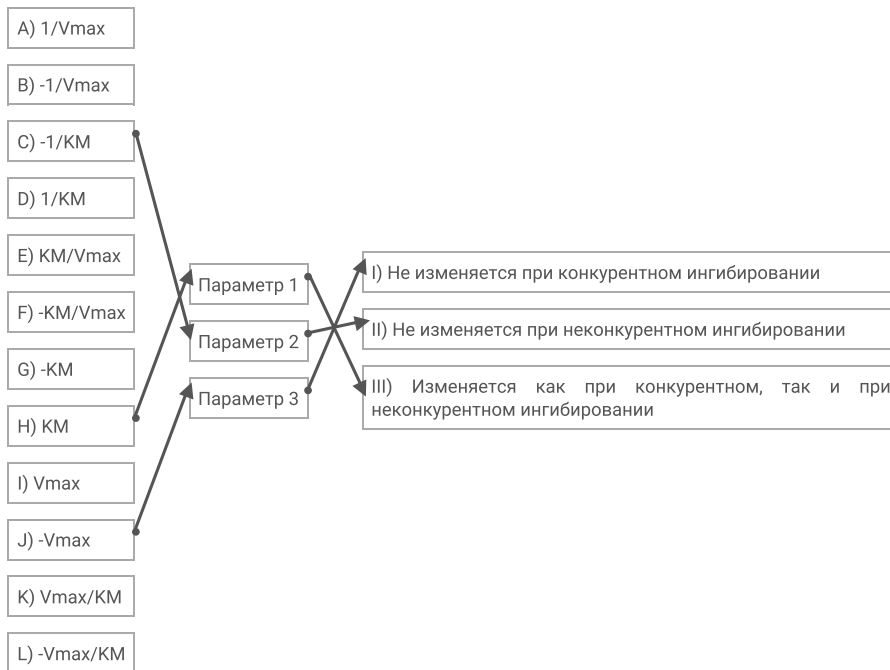 A) 1/Vmax
B) -1/Vmax
C) -1/KM
D) 1/KM
E) KM/Vmax
F) -KM/Vmax
G) -KM
H) KM
I) Vmax
J) -Vmax
K) Vmax/KM
L) -Vmax/KM
Параметр 1
Параметр 2
Параметр 3
I) Не изменяется при конкурентном ингибировании
II) Не изменяется при неконкурентном ингибировании
III) Изменяется как при конкурентном, так и при
неконкурентном ингибировании